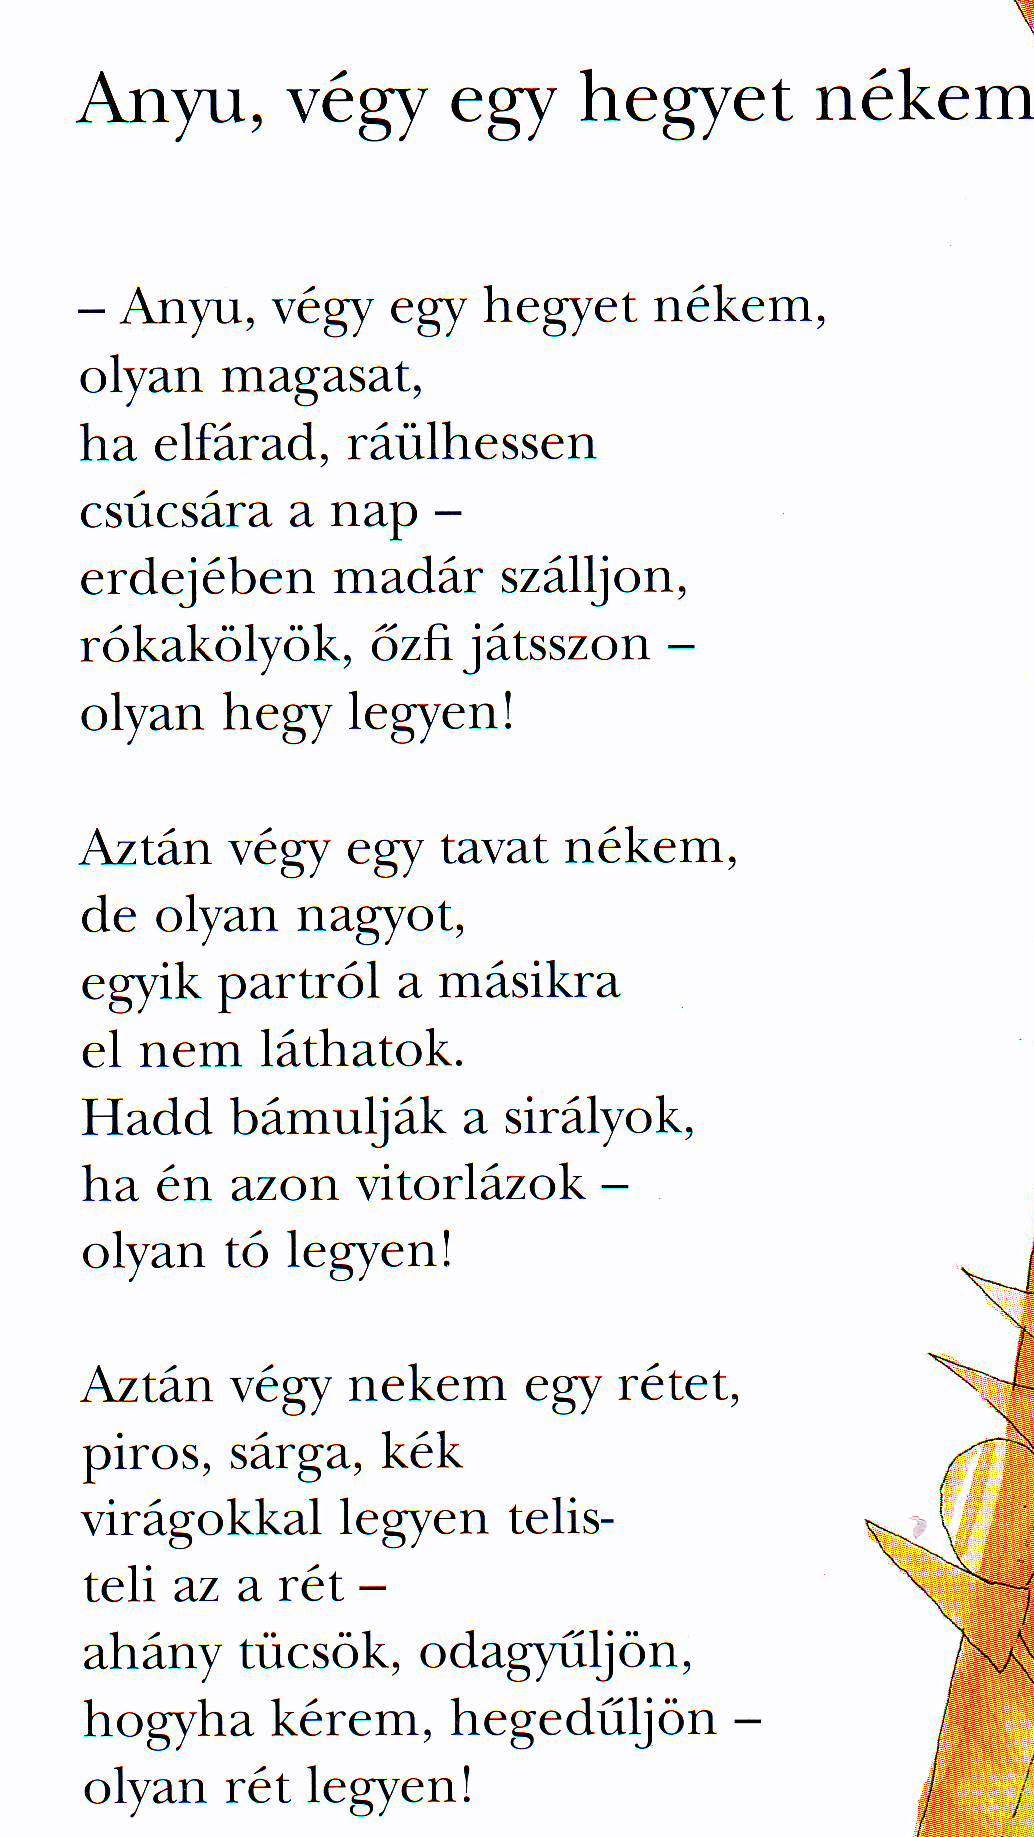 Anyu, végy egy hegyet nékem
– Anyu, végy egy hegyet nékem,
olyan magasat,
ha elfárad, ráülhessen
csúcsára a nap –
erdejében madár szálljon,
rókakölyök, őzfi játsszon –
olyan hegy legyen!
Aztán végy egy tavat nékem,
de olyan nagyot,
egyik partról a másikra
el nem láthatok.
Hadd bámulják a sirályok,
ha én azon vitorlázok –
olyan tó legyen!
Aztán végy nekem egy rétet,
piros, sárga, kék
virágokkal legyen telis-
teli az a rét –
ahány tücsök, odagyűljön,
hogyha kérem, hegedűljön –
olyan rét legyen!